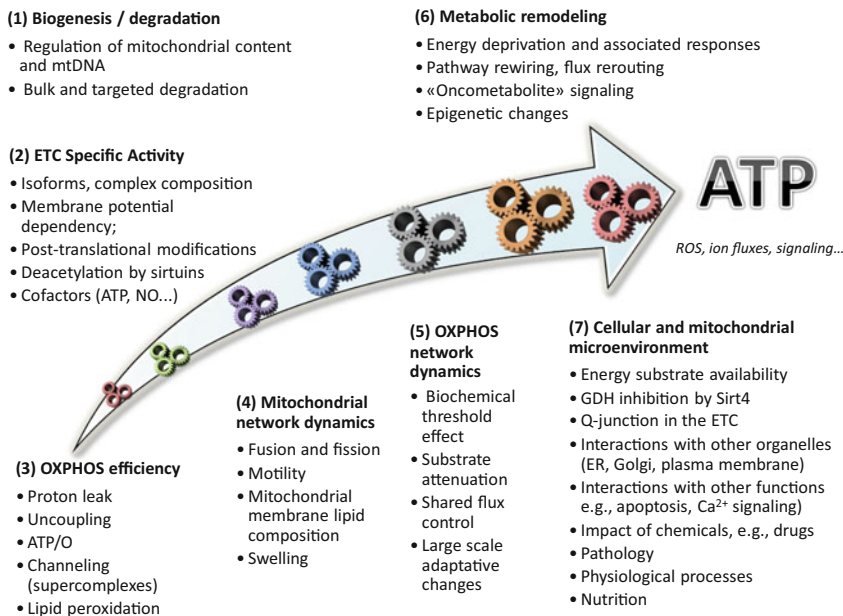 (1) Biogenesis / degradation
• Regulation of mitochondrial content
and mtDNA
• Bulk and targeted degradation
(6) Metabolic remodeling
• Energy deprivation and associated responses
• Pathway rewiring, flux rerouting
• «Oncometabolite» signaling
• Epigenetic changes
(2) ETC Specific Activity
• Isoforms, complex composition
• Membrane potential
dependency;
• Post-translational modifications
• Deacetylation by sirtuins
• Cofactors (ATP, NO...)
ATP
ROS, ion fluxes, signaling...
(3) OXPHOS efficiency
• Proton leak
• Uncoupling
• ATP/O
• Channeling
(supercomplexes)
• Lipid peroxidation
(4) Mitochondrial
network dynamics
• Fusion and fission
• Motility
• Mitochondrial
membrane lipid
composition
• Swelling
(5) OXPHOS
network
dynamics
• Biochemical
threshold
effect
• Substrate
attenuation
• Shared flux
control
• Large scale
adaptative
changes
(7) Cellular and mitochondrial
microenvironment
• Energy substrate availability
• GDH inhibition by Sirt4
• Q-junction in the ETC
• Interactions with other organelles
(ER, Golgi, plasma membrane)
• Interactions with other functions
e.g., apoptosis, Ca²⁺ signaling)
• Impact of chemicals, e.g., drugs
• Pathology
• Physiological processes
• Nutrition